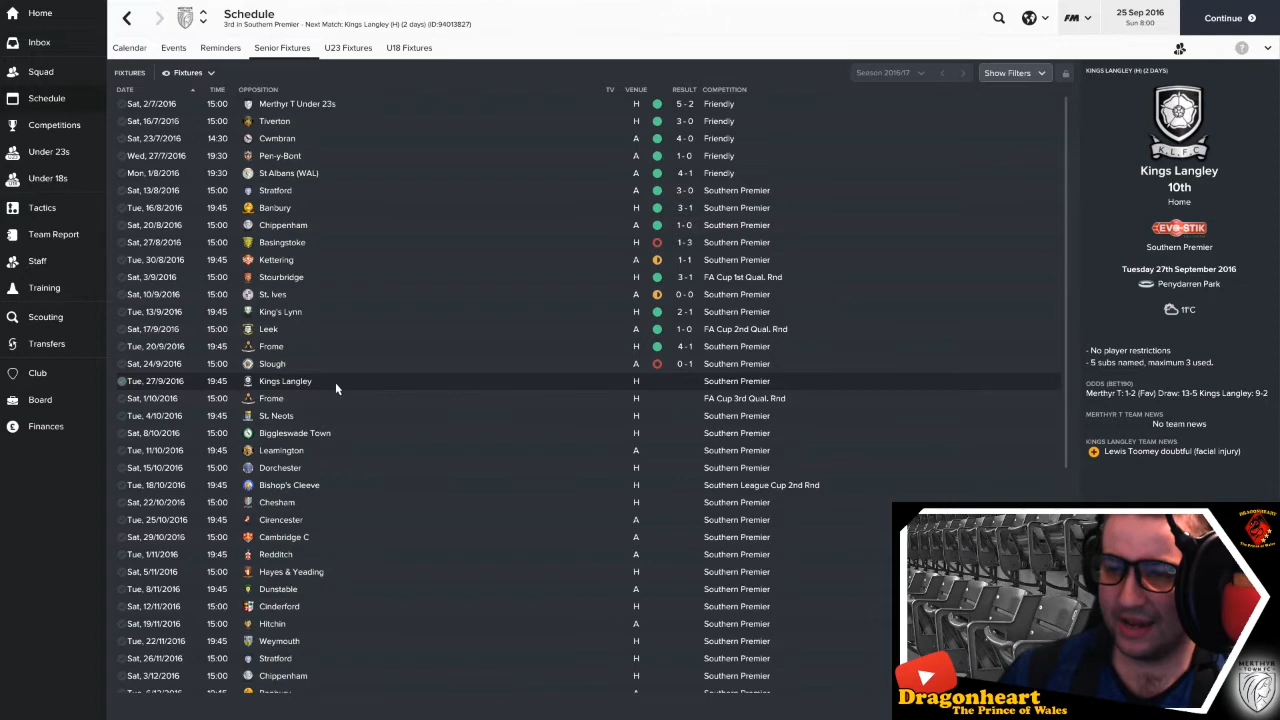 Home
Inbox
Squad
Schedule
Competitions
Under 23s
Under 18s
Tactics
Team Report
Staff
Training
Scouting
Transfers
Club
Board
Finances
Schedule
3rd in Southern Premier - Next Match: Kings Langley (H) (2 days) (ID:94013827)
FM
25 Sep 2016
Sun 8:00
Continue
Calendar Events Reminders Senior Fixtures U23 Fixtures U18 Fixtures
FIXTURES Fixtures Season 2016/17 Show Filters
DATE TIME OPPOSITION TV VENUE RESULT COMPETITION
Sat, 2/7/2016 15:00 Merthyr T Under 23s H 5 - 2 Friendly
Sat, 16/7/2016 15:00 Tiverton H 3 - 0 Friendly
Sat, 23/7/2016 14:30 Cwmbran A 4 - 0 Friendly
Wed, 27/7/2016 19:30 Pen-y-Bont A 1 - 0 Friendly
Mon, 1/8/2016 19:30 St Albans (WAL) A 4 - 1 Friendly
Sat, 13/8/2016 15:00 Stratford A 3 - 0 Southern Premier
Tue, 16/8/2016 19:45 Banbury H 3 - 1 Southern Premier
Sat, 20/8/2016 15:00 Chippenham A 1 - 0 Southern Premier
Sat, 27/8/2016 15:00 Basingstoke H 1 - 3 Southern Premier
Tue, 30/8/2016 19:45 Kettering A 1 - 1 Southern Premier
Sat, 3/9/2016 15:00 Stourbridge H 3 - 1 FA Cup 1st Qual. Rnd
Sat, 10/9/2016 15:00 St. Ives A 0 - 0 Southern Premier
Tue, 13/9/2016 19:45 King's Lynn H 2 - 1 Southern Premier
Sat, 17/9/2016 15:00 Leek A 1 - 0 FA Cup 2nd Qual. Rnd
Tue, 20/9/2016 19:45 Frome H 4 - 1 Southern Premier
Sat, 24/9/2016 15:00 Slough A 0 - 1 Southern Premier
Tue, 27/9/2016 19:45 Kings Langley H Southern Premier
Sat, 1/10/2016 15:00 Frome H FA Cup 3rd Qual. Rnd
Tue, 4/10/2016 19:45 St. Neots H Southern Premier
Sat, 8/10/2016 15:00 Biggleswade Town H Southern Premier
Tue, 11/10/2016 19:45 Leamington A Southern Premier
Sat, 15/10/2016 15:00 Dorchester H Southern Premier
Tue, 18/10/2016 19:45 Bishop's Cleeve H Southern League Cup 2nd Rnd
Sat, 22/10/2016 15:00 Chesham H Southern Premier
Tue, 25/10/2016 19:45 Cirencester A Southern Premier
Sat, 29/10/2016 15:00 Cambridge C A Southern Premier
Tue, 1/11/2016 19:45 Redditch H Southern Premier
Sat, 5/11/2016 15:00 Hayes & Yeading H Southern Premier
Tue, 8/11/2016 19:45 Dunstable A Southern Premier
Sat, 12/11/2016 15:00 Cinderford H Southern Premier
Sat, 19/11/2016 15:00 Hitchin A Southern Premier
Tue, 22/11/2016 19:45 Weymouth H Southern Premier
Sat, 26/11/2016 15:00 Stratford H Southern Premier
Sat, 3/12/2016 15:00 Chippenham A Southern Premier
KINGS LANGLEY (H) (2 DAYS)
K.L.F.C.
Kings Langley
10th
Home
EVO-STIK
Southern Premier
Tuesday 27th September 2016
Penydarren Park
11°C
- No player restrictions
- 5 subs named, maximum 3 used.
ODDS (BET190)
Merthyr T: 1-2 (Fav) Draw: 13-5 Kings Langley: 9-2
MERTHYR T TEAM NEWS
No team news
KINGS LANGLEY TEAM NEWS
Lewis Toomey doubtful (facial injury)
DRAGONHEART
The Prince of Wales
MERTHYR
TOWN FC
Dragonheart
The Prince of Wales